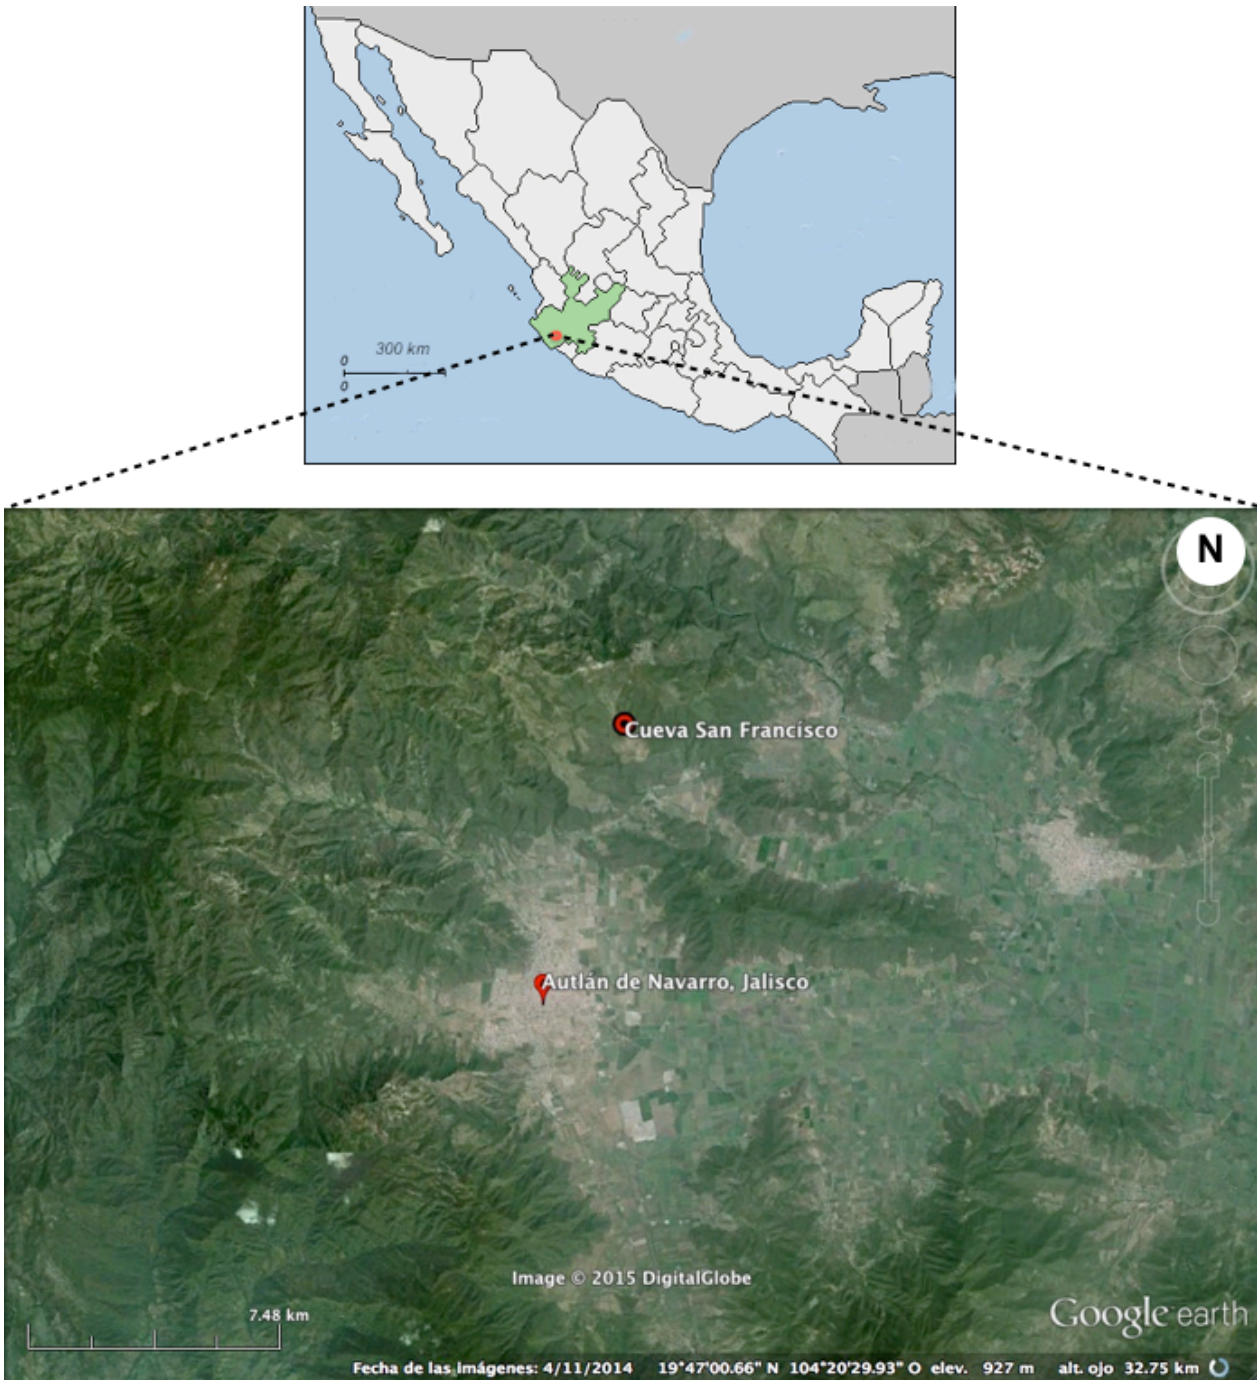 300 km
0
0
N
Cueva San Francisco
Autlán de Navarro, Jalisco
Image © 2015 DigitalGlobe
7.48 km
Google earth
Fecha de las imágenes: 4/11/2014 19°47'00.66" N 104°20'29.93" O elev. 927 m alt. ojo 32.75 km